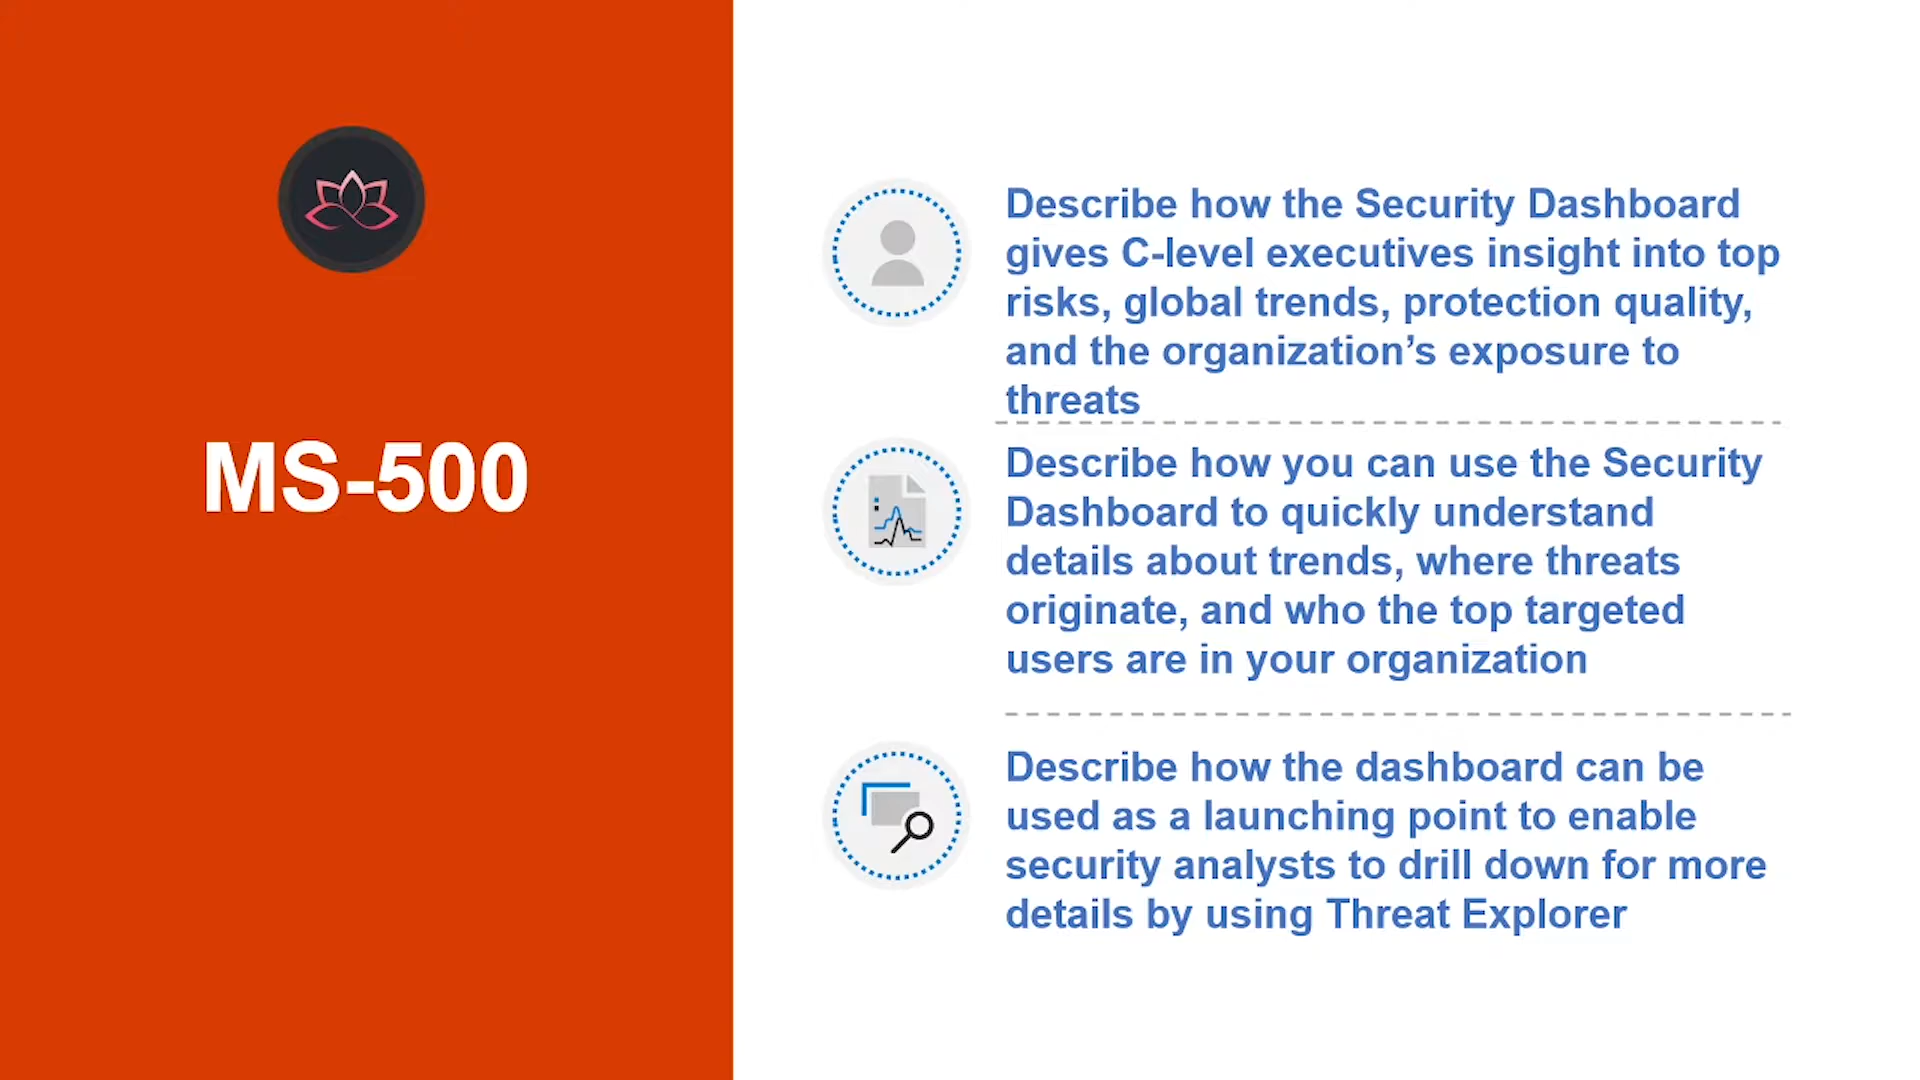 MS-500
Describe how the Security Dashboard
gives C-level executives insight into top
risks, global trends, protection quality,
and the organization’s exposure to
threats
Describe how you can use the Security
Dashboard to quickly understand
details about trends, where threats
originate, and who the top targeted
users are in your organization
Describe how the dashboard can be
used as a launching point to enable
security analysts to drill down for more
details by using Threat Explorer